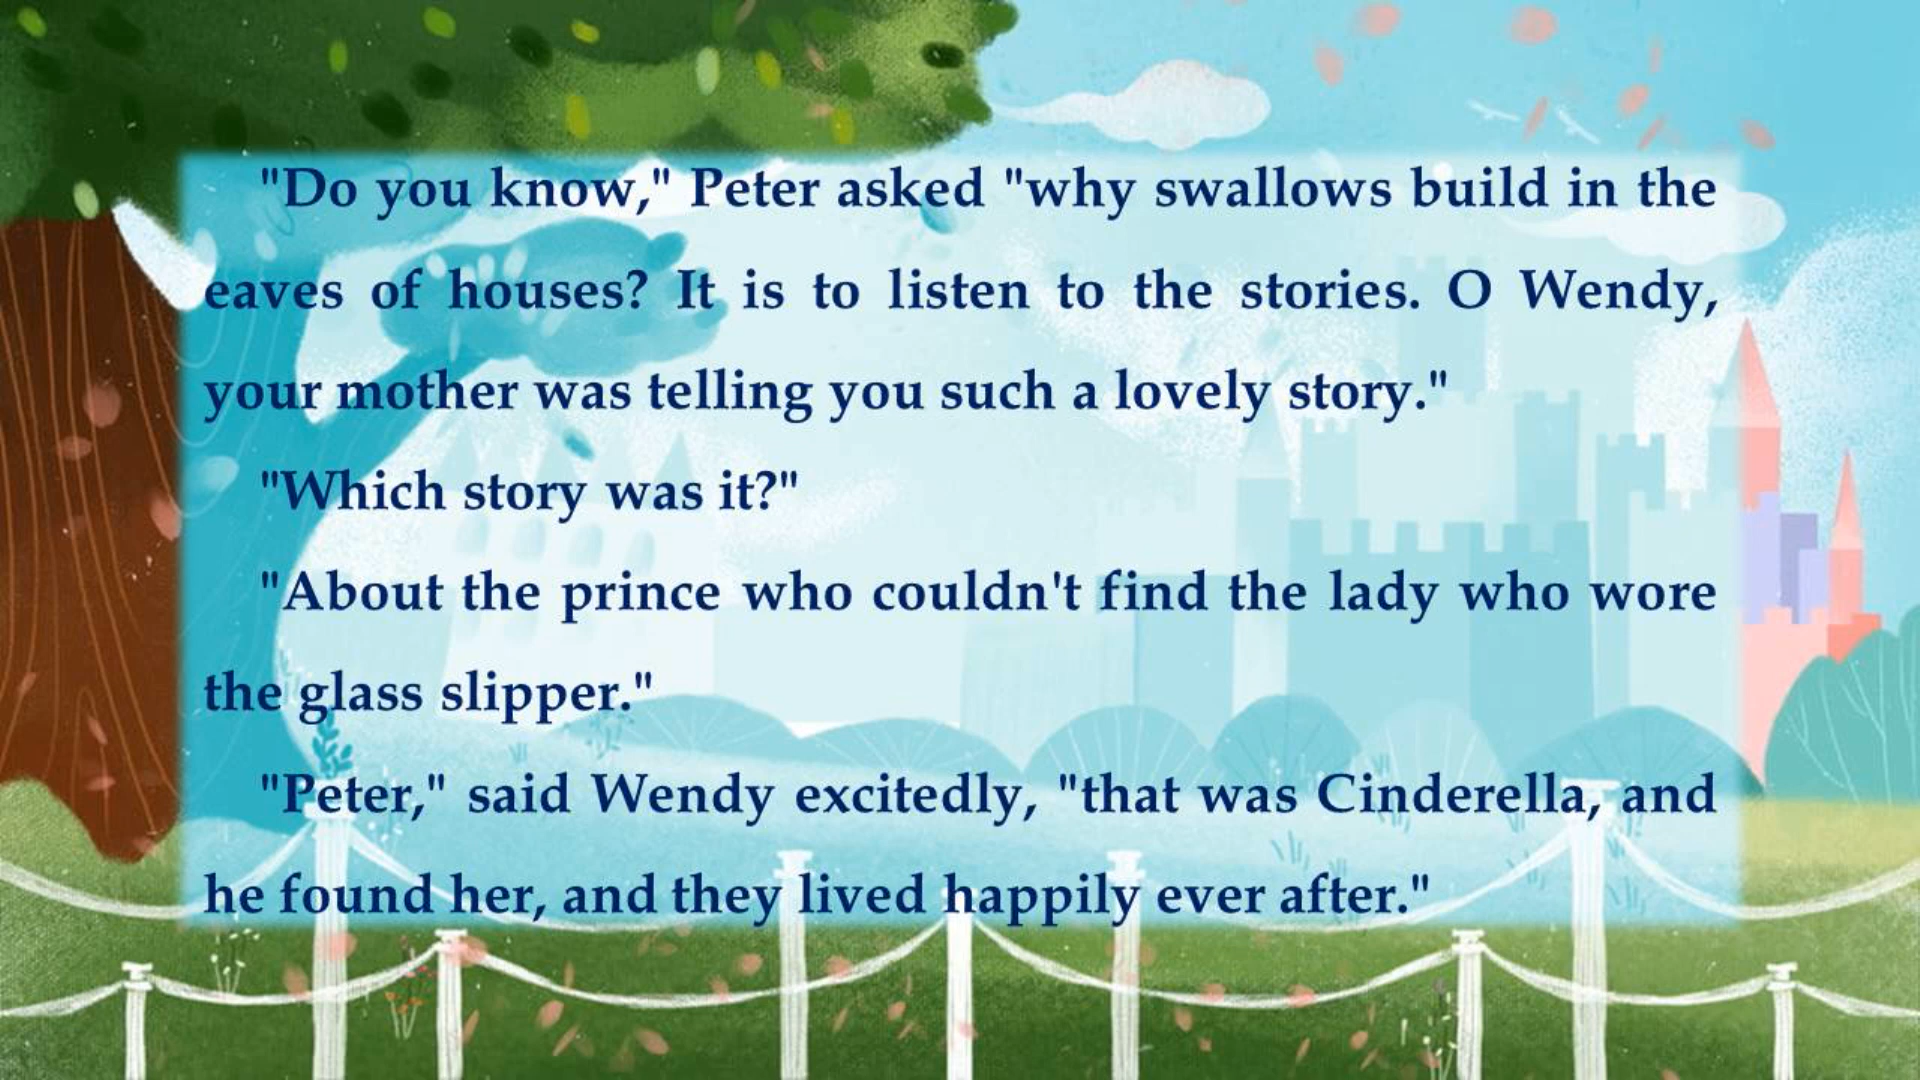 "Do you know," Peter asked "why swallows build in the
eaves of houses? It is to listen to the stories. O Wendy,
your mother was telling you such a lovely story."
"Which story was it?"
"About the prince who couldn't find the lady who wore
the glass slipper."
"Peter," said Wendy excitedly, "that was Cinderella, and
he found her, and they lived happily ever after."